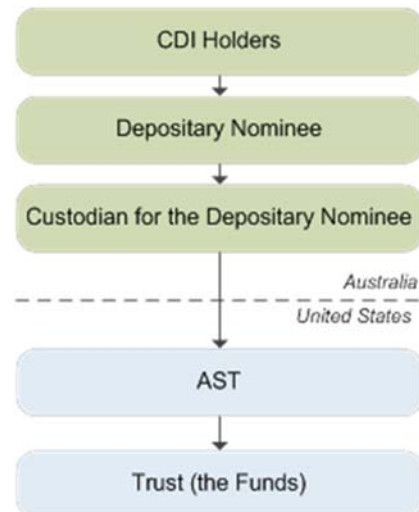 CDI Holders
Depositary Nominee
Custodian for the Depositary Nominee
Australia
United States
AST
Trust (the Funds)